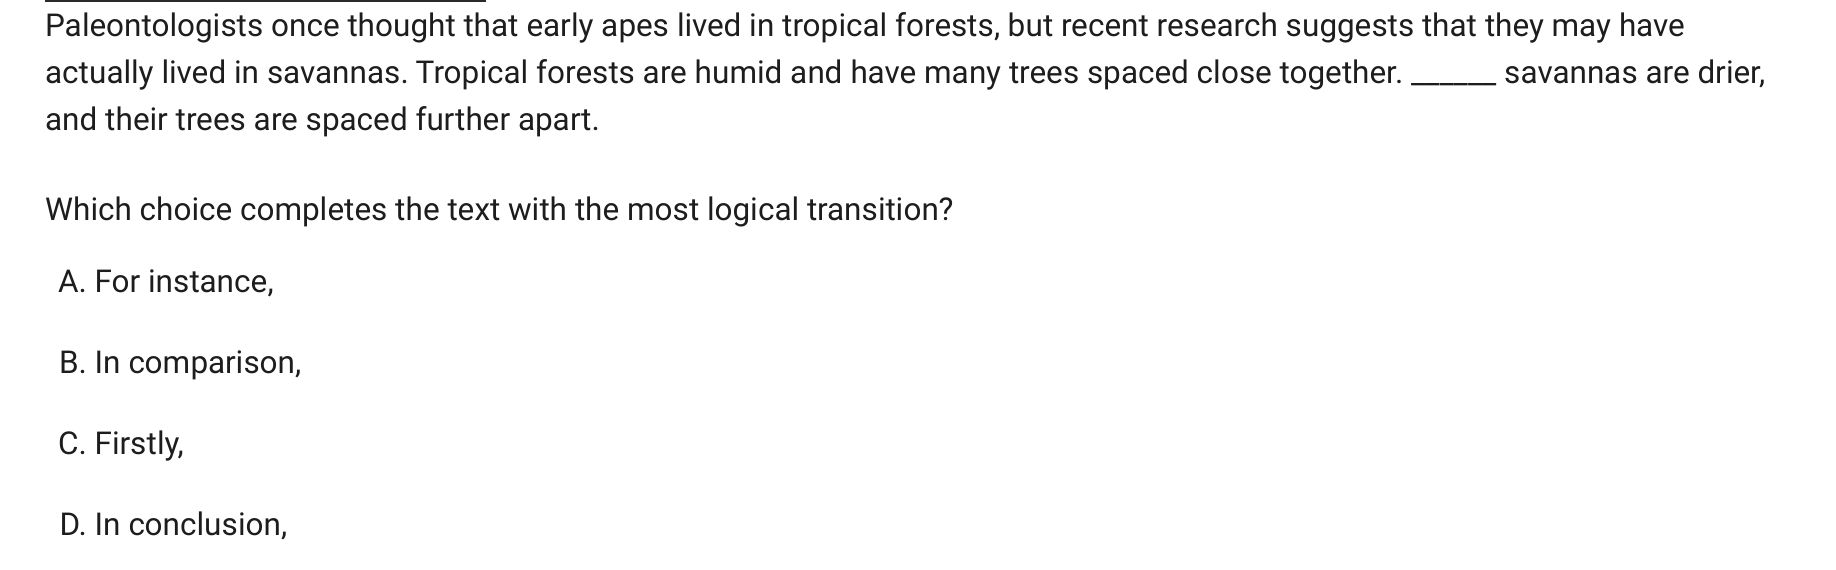 Paleontologists once thought that early apes lived in tropical forests, but recent research suggests that they may have
actually lived in savannas. Tropical forests are humid and have many trees spaced close together. ______ savannas are drier,
and their trees are spaced further apart.
Which choice completes the text with the most logical transition?
A. For instance,
B. In comparison,
C. Firstly,
D. In conclusion,